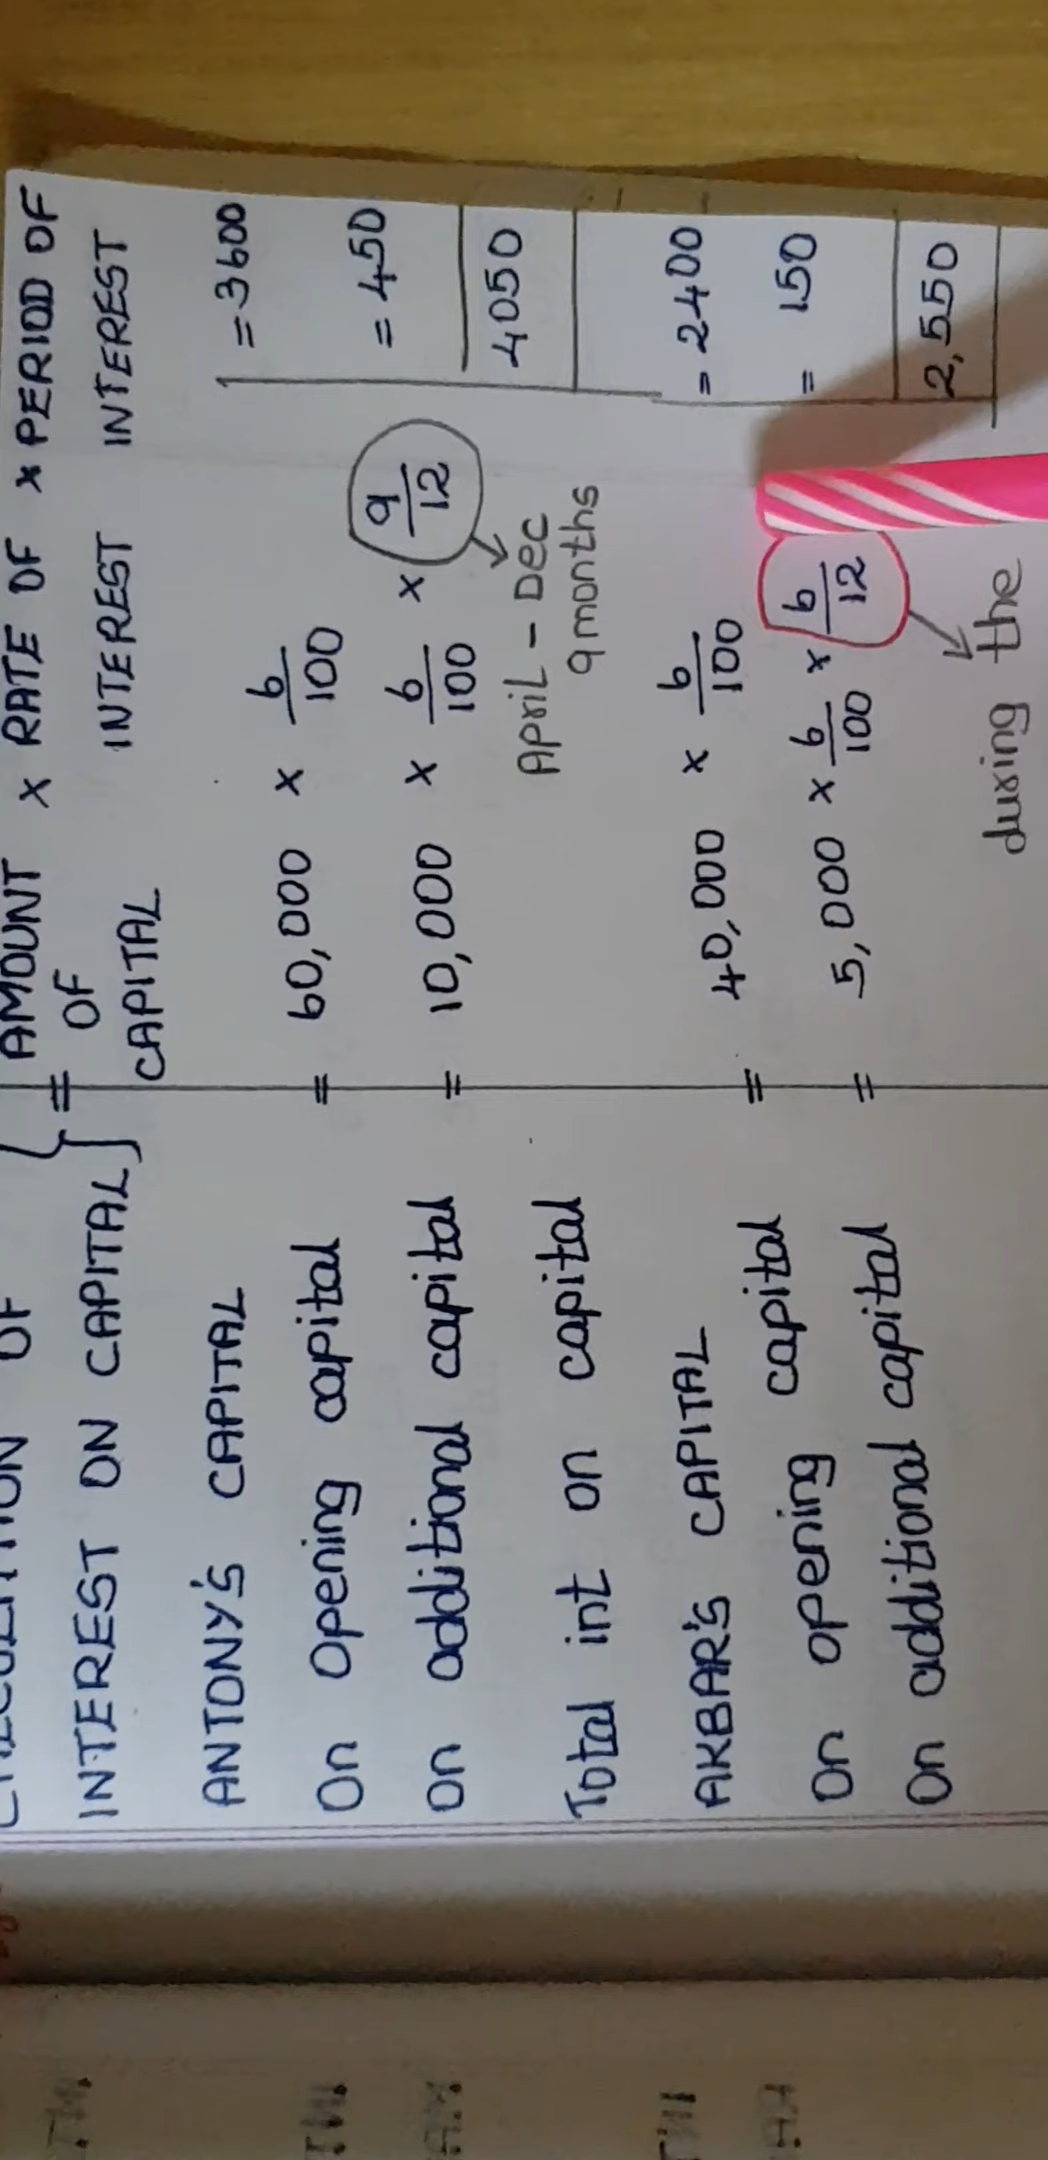 INTEREST ON CAPITAL } = AMOUNT OF CAPITAL x RATE OF INTEREST x PERIOD OF INTEREST
ANTONY'S CAPITAL
On Opening capital = 60,000 x 6/100 = 3600
On additional capital = 10,000 x 6/100 x 9/12 = 450
April - Dec
9 months
Total int on capital 4050
AKBAR'S CAPITAL
On opening capital = 40,000 x 6/100 = 2400
On additional capital = 5,000 x 6/100 x 6/12 = 150
2,550
during the